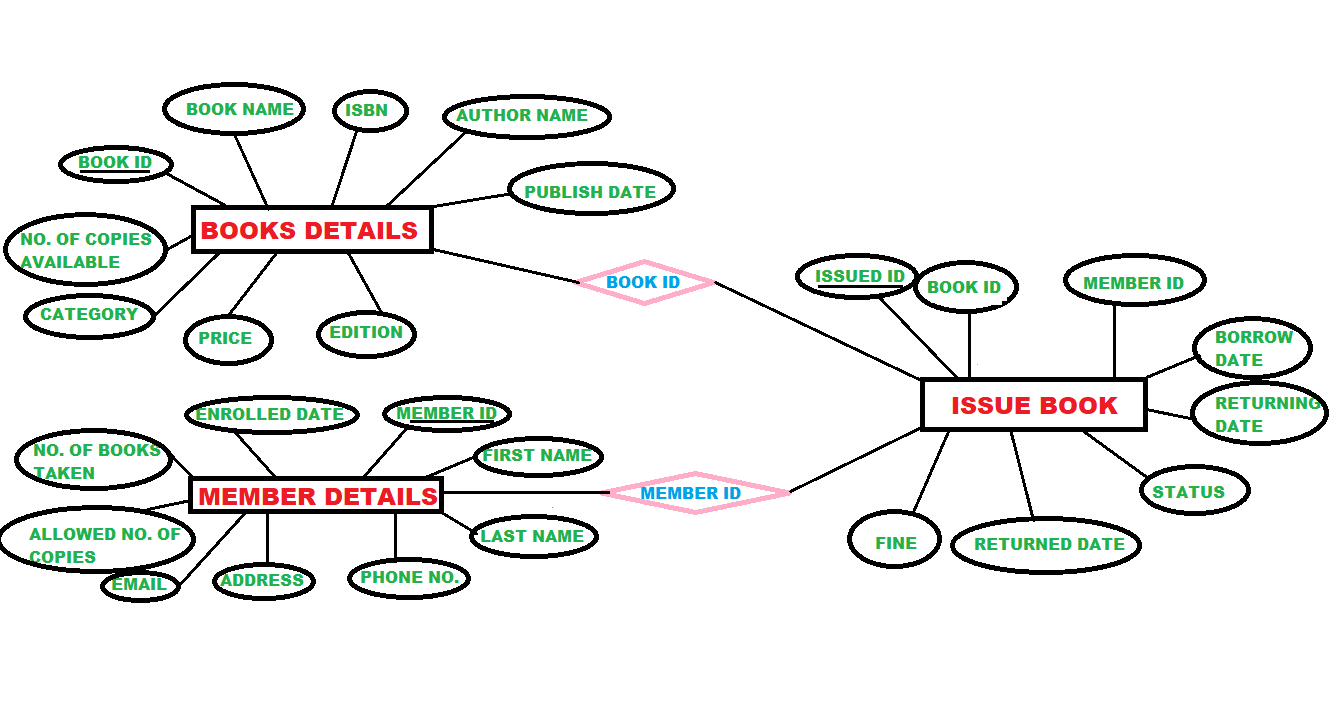 BOOK NAME
ISBN
AUTHOR NAME
BOOK ID
PUBLISH DATE
BOOKS DETAILS
NO. OF COPIES
AVAILABLE
CATEGORY
PRICE
EDITION
BOOK ID
ISSUED ID
BOOK ID
MEMBER ID
BORROW
DATE
RETURNING
DATE
ISSUE BOOK
STATUS
FINE
RETURNED DATE
ENROLLED DATE
MEMBER ID
NO. OF BOOKS
TAKEN
FIRST NAME
MEMBER DETAILS
MEMBER ID
ALLOWED NO. OF
COPIES
LAST NAME
EMAIL
ADDRESS
PHONE NO.